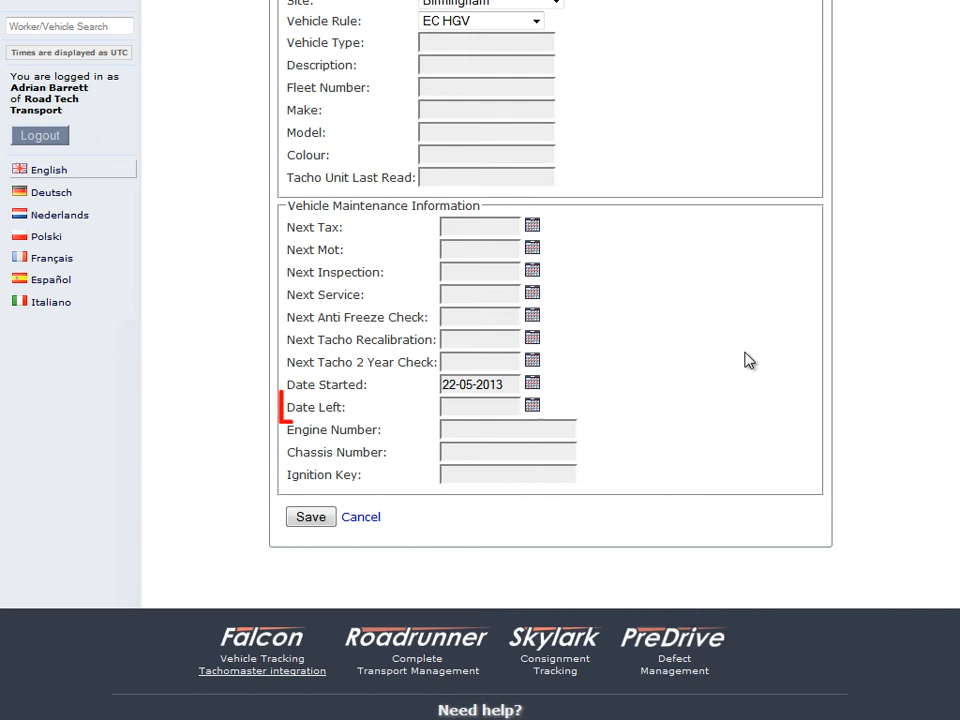 Site: Birmingham
Worker/Vehicle Search
Vehicle Rule: EC HGV
Vehicle Type:
Times are displayed as UTC
Description:
You are logged in as
Adrian Barrett
of Road Tech
Transport
Fleet Number:
Make:
Logout
Model:
Colour:
English
Tacho Unit Last Read:
Deutsch
Nederlands
Polski
Français
Español
Italiano
Vehicle Maintenance Information
Next Tax:
Next Mot:
Next Inspection:
Next Service:
Next Anti Freeze Check:
Next Tacho Recalibration:
Next Tacho 2 Year Check:
Date Started: 22-05-2013
Date Left:
Engine Number:
Chassis Number:
Ignition Key:
Save Cancel
Falcon Roadrunner Skylark PreDrive
Vehicle Tracking Complete Consignment Defect
Tachomaster integration Transport Management Tracking Management
Need help?